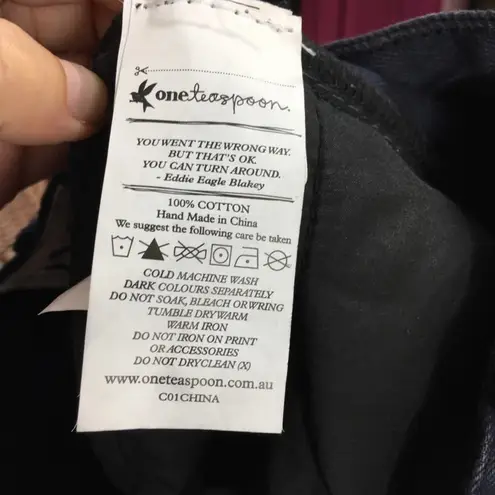 oneteaspoon.
YOU WENT THE WRONG WAY.
BUT THAT'S OK.
YOU CAN TURN AROUND.
- Eddie Eagle Blakey
100% COTTON
Hand Made in China
We suggest the following care be taken
COLD MACHINE WASH
DARK COLOURS SEPARATELY
DO NOT SOAK, BLEACH OR WRING
TUMBLE DRY WARM
WARM IRON
DO NOT IRON ON PRINT
OR ACCESSORIES
DO NOT DRYCLEAN (X)
www.oneteaspoon.com.au
C01CHINA